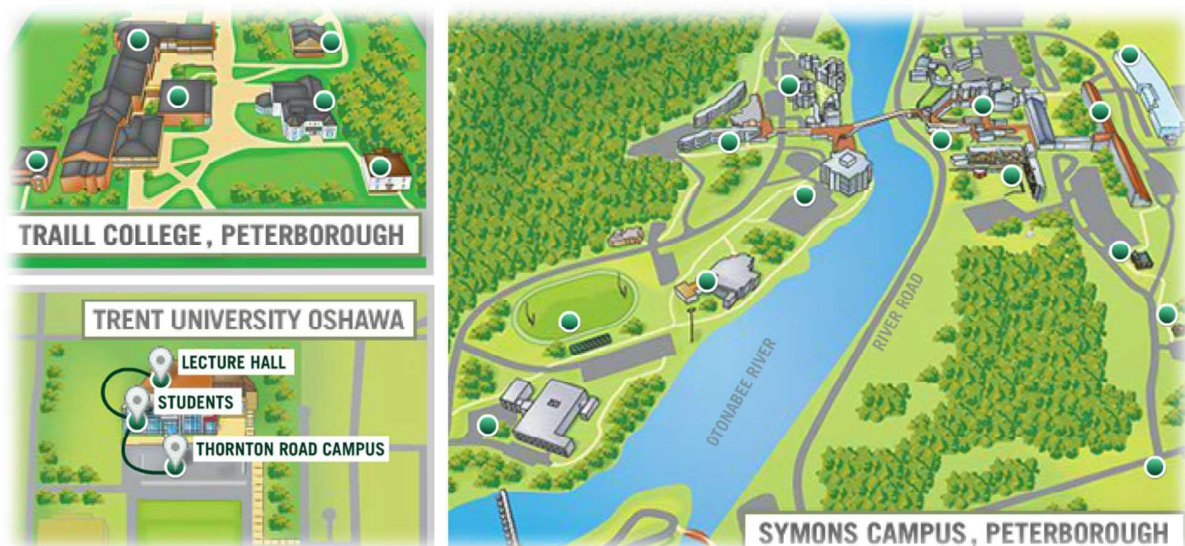 TRAILL COLLEGE, PETERBOROUGH
TRENT UNIVERSITY OSHAWA
LECTURE HALL
STUDENTS
THORNTON ROAD CAMPUS
OTONABEE RIVER
RIVER ROAD
SYMONS CAMPUS, PETERBOROUGH